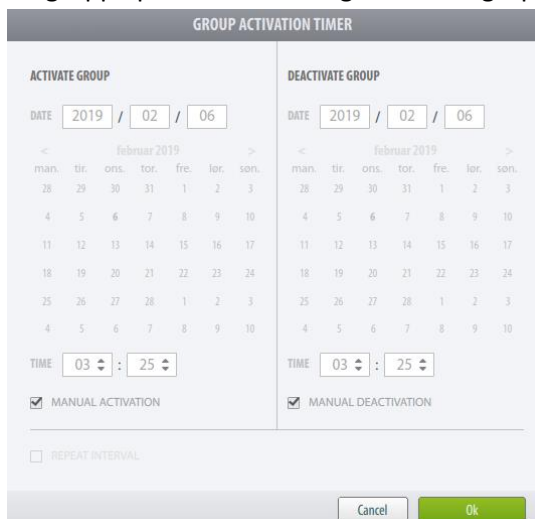 GROUP ACTIVATION TIMER
ACTIVATE GROUP
DATE 2019 / 02 / 06
< februar 2019 >
man. tir. ons. tor. fre. lør. søn.
28 29 30 31 1 2 3
4 5 6 7 8 9 10
11 12 13 14 15 16 17
18 19 20 21 22 23 24
25 26 27 28 1 2 3
4 5 6 7 8 9 10
TIME 03 : 25
MANUAL ACTIVATION
DEACTIVATE GROUP
DATE 2019 / 02 / 06
< februar 2019 >
man. tir. ons. tor. fre. lør. søn.
28 29 30 31 1 2 3
4 5 6 7 8 9 10
11 12 13 14 15 16 17
18 19 20 21 22 23 24
25 26 27 28 1 2 3
4 5 6 7 8 9 10
TIME 03 : 25
MANUAL DEACTIVATION
REPEAT INTERVAL
Cancel Ok